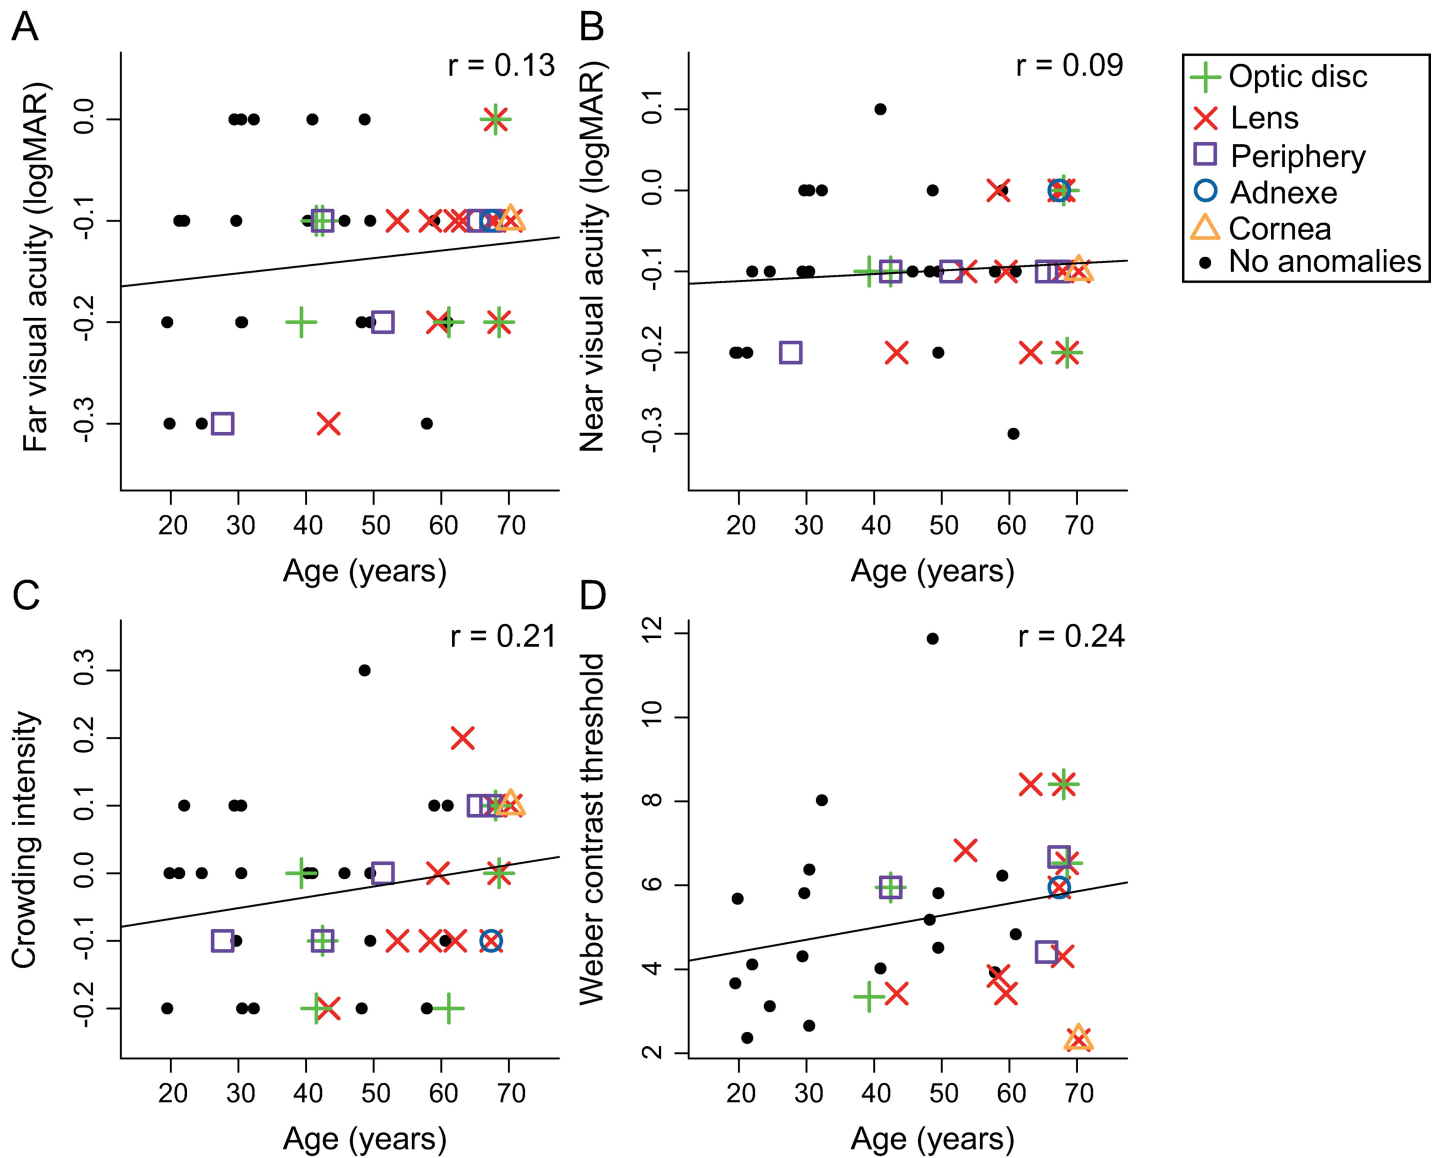 A
r = 0.13
Far visual acuity (logMAR)
0.0
-0.1
-0.2
-0.3
20 30 40 50 60 70
Age (years)
B
r = 0.09
Near visual acuity (logMAR)
0.1
0.0
-0.1
-0.2
-0.3
20 30 40 50 60 70
Age (years)
Optic disc
Lens
Periphery
Adnexe
Cornea
No anomalies
C
r = 0.21
Crowding intensity
0.3
0.2
0.1
0.0
-0.1
-0.2
20 30 40 50 60 70
Age (years)
D
r = 0.24
Weber contrast threshold
12
10
8
6
4
2
20 30 40 50 60 70
Age (years)